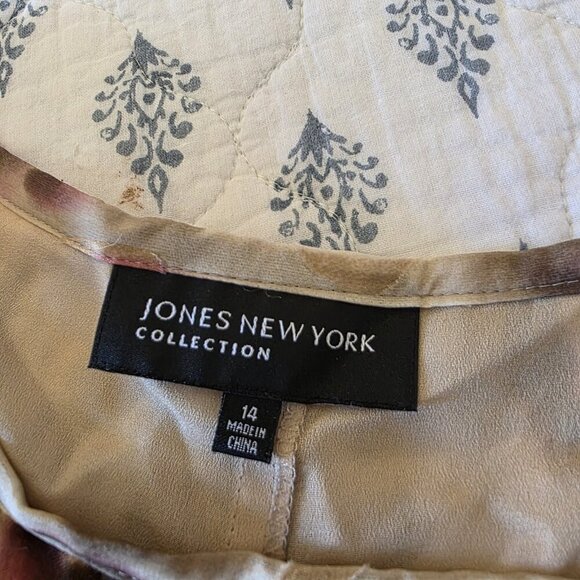 JONES NEW YORK
COLLECTION
14
MADE IN
CHINA